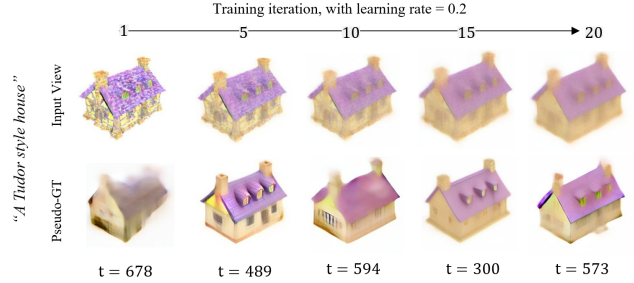 Training iteration, with learning rate = 0.2
1 5 10 15 20
"A Tudor style house"
Input View
Pseudo-GT
t = 678 t = 489 t = 594 t = 300 t = 573